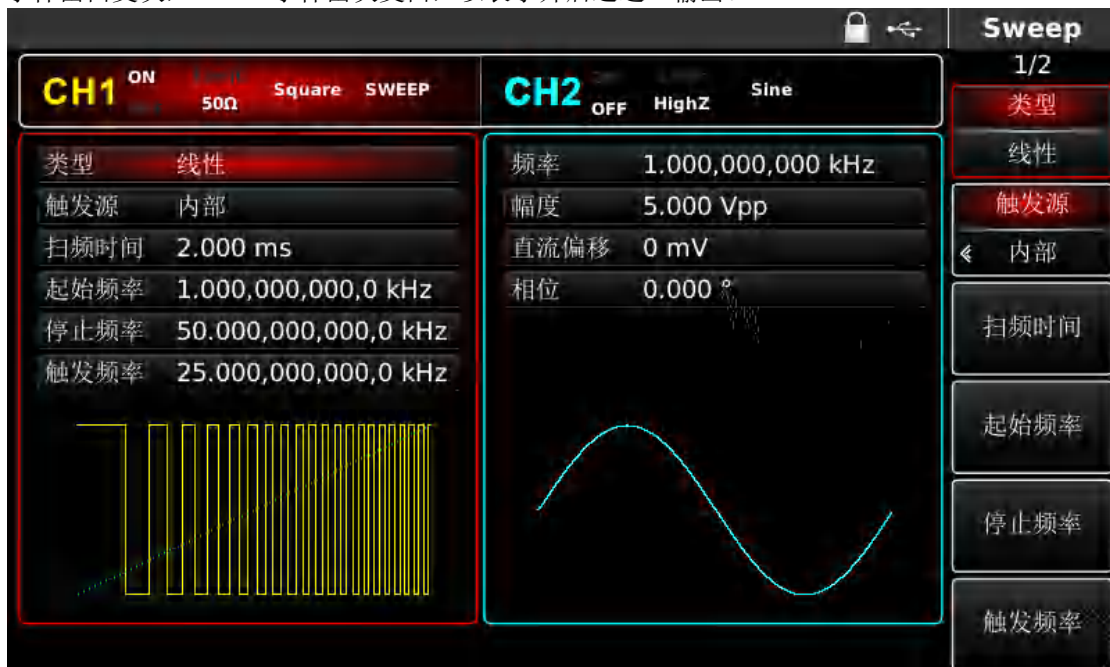 Sweep
1/2
CH1 ON 50Ω Square SWEEP
CH2 OFF HighZ Sine
类型 线性
触发源 内部
扫频时间 2.000 ms
起始频率 1.000,000,000,0 kHz
停止频率 50.000,000,000,0 kHz
触发频率 25.000,000,000,0 kHz
频率 1.000,000,000 kHz
幅度 5.000 Vpp
直流偏移 0 mV
相位 0.000 °
类型
线性
触发源
« 内部
扫频时间
起始频率
停止频率
触发频率